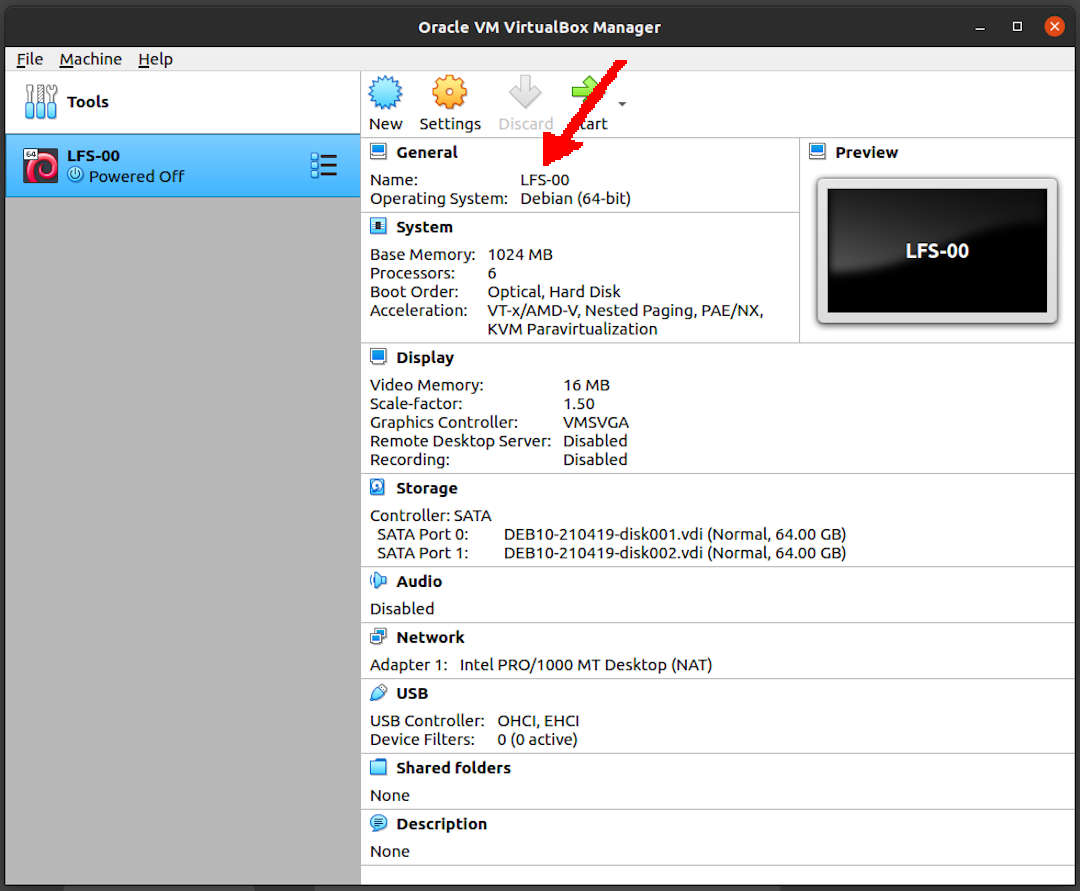 Oracle VM VirtualBox Manager
File Machine Help
Tools
New Settings Discard
64
LFS-00
Powered Off
General
Name: LFS-00
Operating System: Debian (64-bit)
Preview
LFS-00
System
Base Memory: 1024 MB
Processors: 6
Boot Order: Optical, Hard Disk
Acceleration: VT-x/AMD-V, Nested Paging, PAE/NX,
KVM Paravirtualization
Display
Video Memory: 16 MB
Scale-factor: 1.50
Graphics Controller: VMSVGA
Remote Desktop Server: Disabled
Recording: Disabled
Storage
Controller: SATA
SATA Port 0: DEB10-210419-disk001.vdi (Normal, 64.00 GB)
SATA Port 1: DEB10-210419-disk002.vdi (Normal, 64.00 GB)
Audio
Disabled
Network
Adapter 1: Intel PRO/1000 MT Desktop (NAT)
USB
USB Controller: OHCI, EHCI
Device Filters: 0 (0 active)
Shared folders
None
Description
None